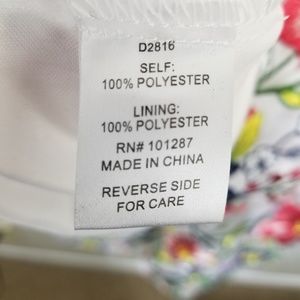 D2816
SELF:
100% POLYESTER
LINING:
100% POLYESTER
RN# 101287
MADE IN CHINA
REVERSE SIDE
FOR CARE